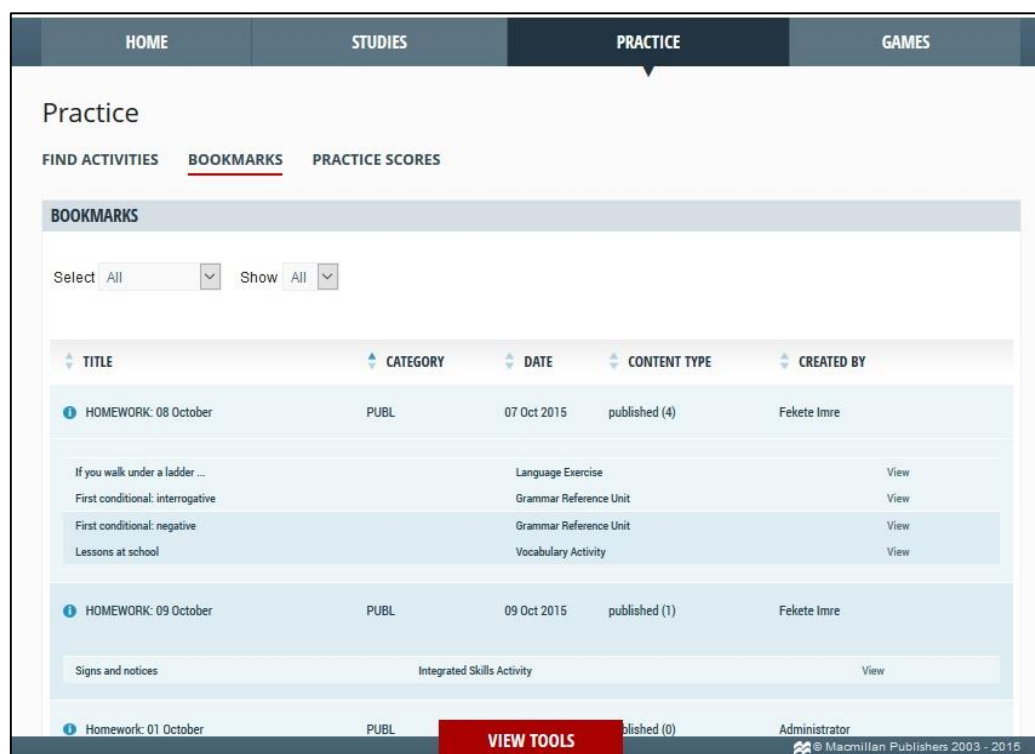 HOME STUDIES PRACTICE GAMES
Practice
FIND ACTIVITIES BOOKMARKS PRACTICE SCORES
BOOKMARKS
Select All Show All
TITLE CATEGORY DATE CONTENT TYPE CREATED BY
HOMEWORK: 08 October PUBL 07 Oct 2015 published (4) Fekete Imre
If you walk under a ladder ... Language Exercise View
First conditional: interrogative Grammar Reference Unit View
First conditional: negative Grammar Reference Unit View
Lessons at school Vocabulary Activity View
HOMEWORK: 09 October PUBL 09 Oct 2015 published (1) Fekete Imre
Signs and notices Integrated Skills Activity View
Homework: 01 October PUBL blished (0) Administrator
VIEW TOOLS
© Macmillan Publishers 2003 - 2015